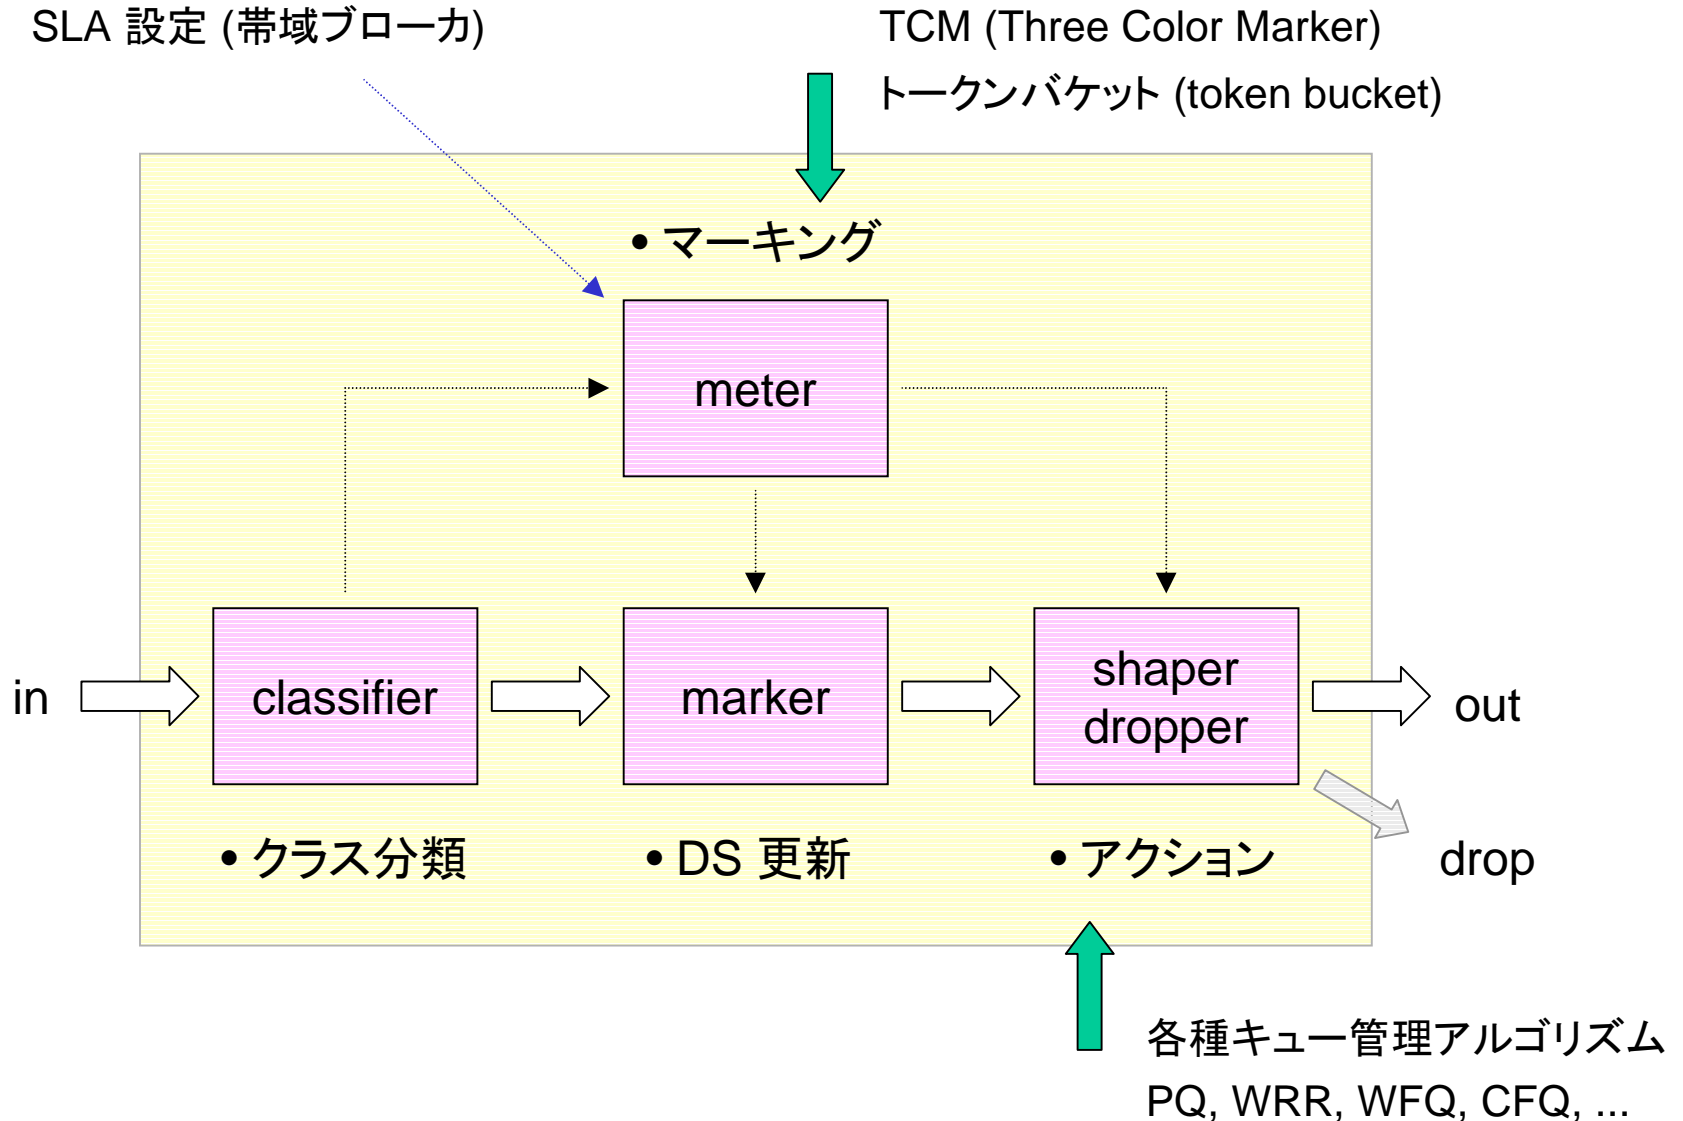 SLA 設定 (帯域ブローカ)
TCM (Three Color Marker)
トークンバケット (token bucket)
• マーキング
meter
in
classifier
marker
shaper
dropper
out
• クラス分類
• DS 更新
• アクション
drop
各種キュー管理アルゴリズム
PQ, WRR, WFQ, CFQ, ...